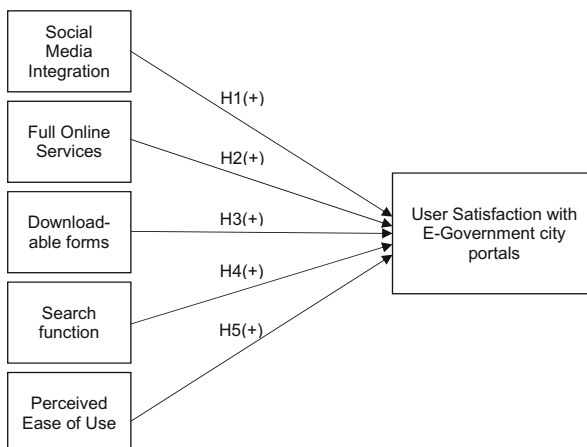 Social
Media
Integration
H1(+)
Full Online
Services
H2(+)
User Satisfaction with
E-Government city
portals
Download-
able forms
H3(+)
H4(+)
Search
function
H5(+)
Perceived
Ease of Use